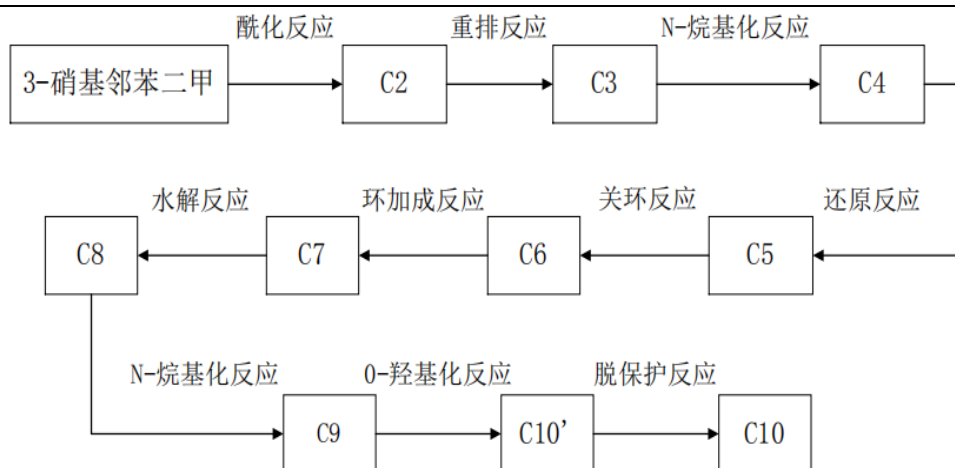 酰化反应
重排反应
N-烷基化反应
3-硝基邻苯二甲
C2
C3
C4
水解反应
环加成反应
关环反应
还原反应
C8
C7
C6
C5
N-烷基化反应
O-羟基化反应
脱保护反应
C9
C10'
C10